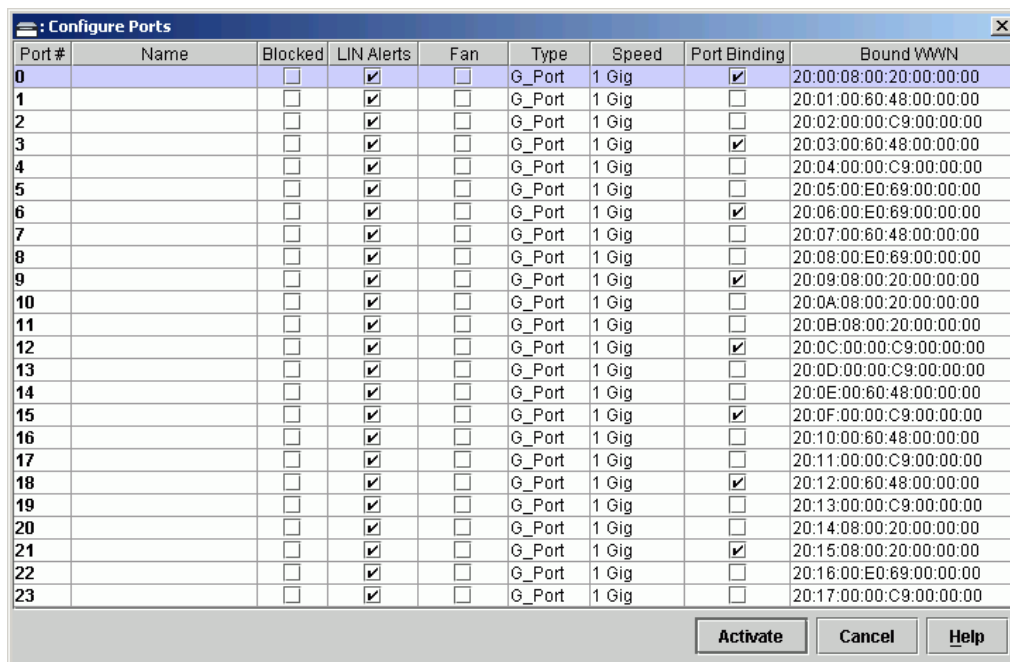 : Configure Ports
Port # Name Blocked LIN Alerts Fan Type Speed Port Binding Bound WWN
0 G_Port 1 Gig 20:00:08:00:20:00:00:00
1 G_Port 1 Gig 20:01:00:60:48:00:00:00
2 G_Port 1 Gig 20:02:00:00:C9:00:00:00
3 G_Port 1 Gig 20:03:00:60:48:00:00:00
4 G_Port 1 Gig 20:04:00:00:C9:00:00:00
5 G_Port 1 Gig 20:05:00:E0:69:00:00:00
6 G_Port 1 Gig 20:06:00:E0:69:00:00:00
7 G_Port 1 Gig 20:07:00:60:48:00:00:00
8 G_Port 1 Gig 20:08:00:E0:69:00:00:00
9 G_Port 1 Gig 20:09:08:00:20:00:00:00
10 G_Port 1 Gig 20:0A:08:00:20:00:00:00
11 G_Port 1 Gig 20:0B:08:00:20:00:00:00
12 G_Port 1 Gig 20:0C:00:00:C9:00:00:00
13 G_Port 1 Gig 20:0D:00:00:C9:00:00:00
14 G_Port 1 Gig 20:0E:00:60:48:00:00:00
15 G_Port 1 Gig 20:0F:00:00:C9:00:00:00
16 G_Port 1 Gig 20:10:00:60:48:00:00:00
17 G_Port 1 Gig 20:11:00:00:C9:00:00:00
18 G_Port 1 Gig 20:12:00:60:48:00:00:00
19 G_Port 1 Gig 20:13:00:00:C9:00:00:00
20 G_Port 1 Gig 20:14:08:00:20:00:00:00
21 G_Port 1 Gig 20:15:08:00:20:00:00:00
22 G_Port 1 Gig 20:16:00:E0:69:00:00:00
23 G_Port 1 Gig 20:17:00:00:C9:00:00:00
Activate Cancel Help